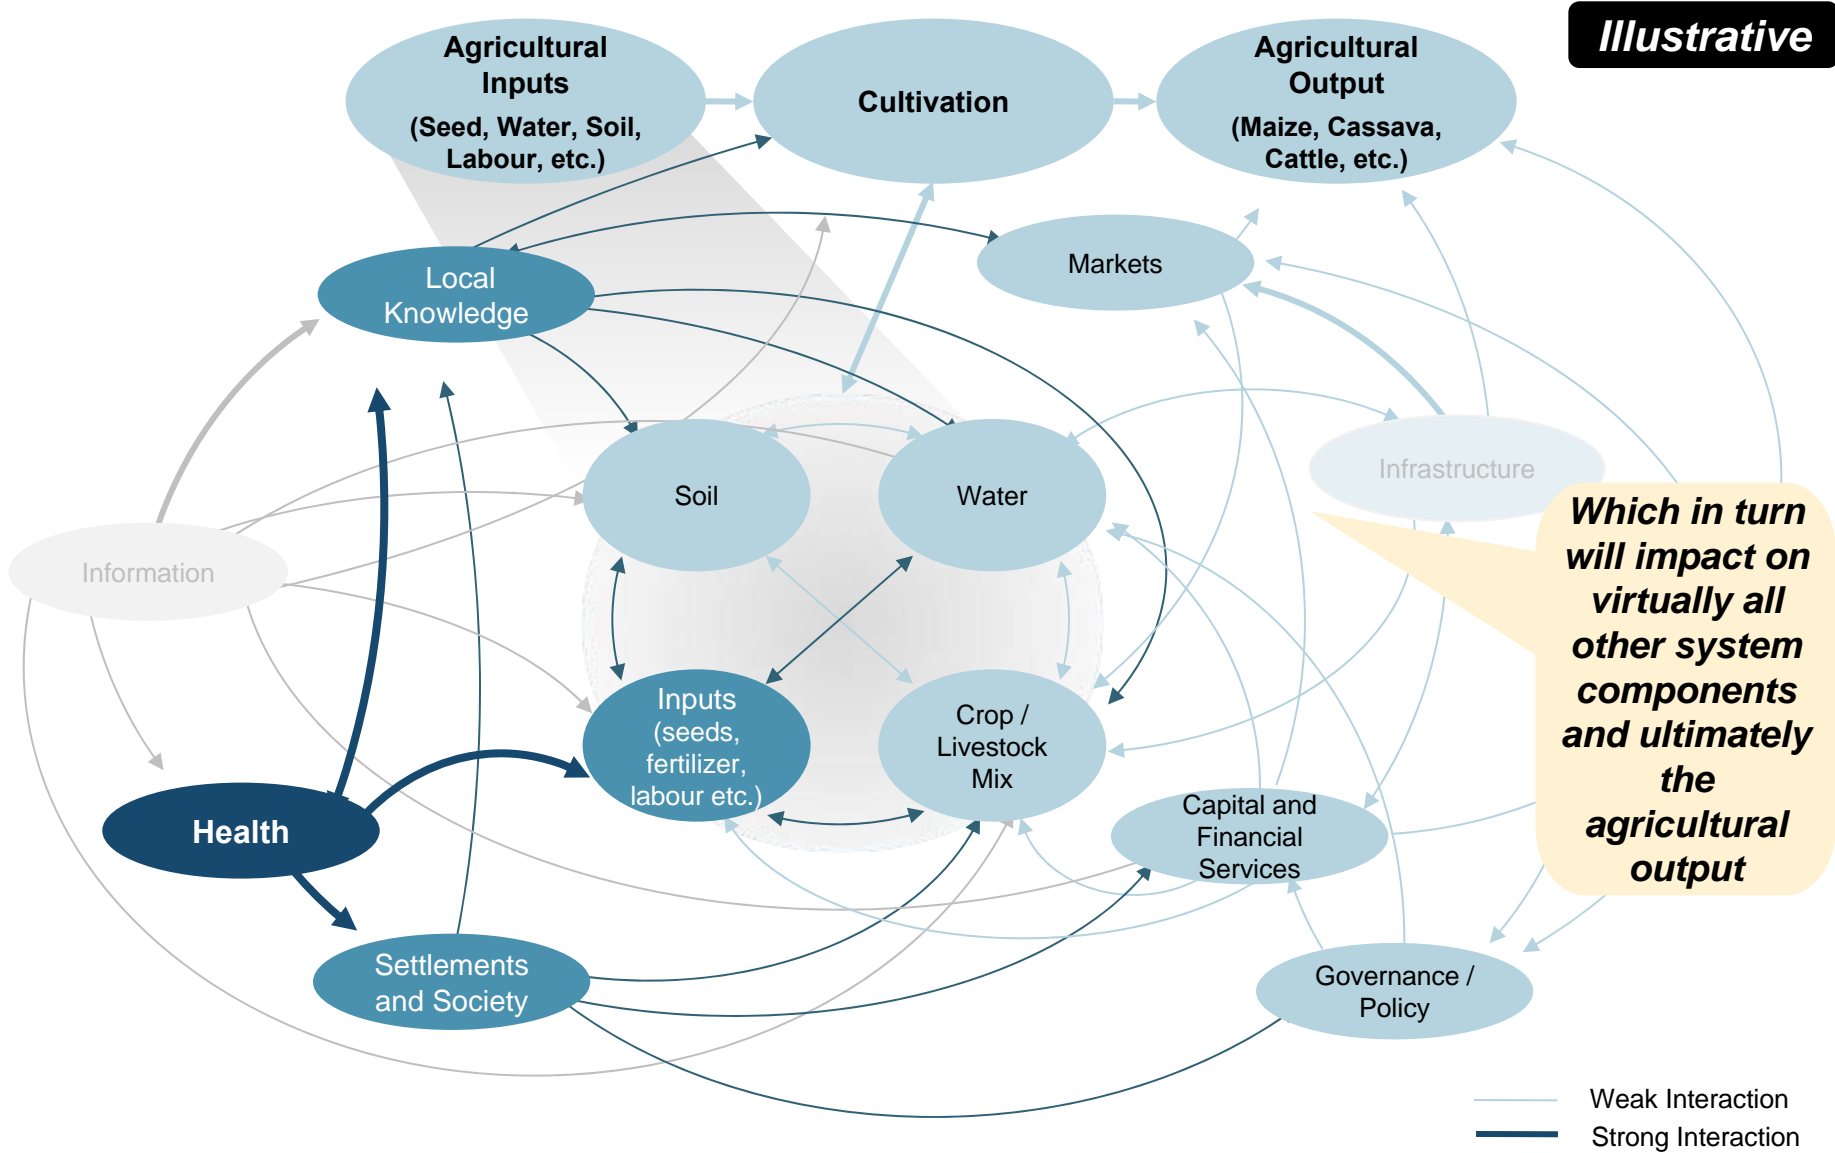 Illustrative
Agricultural
Inputs
(Seed, Water, Soil,
Labour, etc.)
Cultivation
Agricultural
Output
(Maize, Cassava,
Cattle, etc.)
Local
Knowledge
Markets
Infrastructure
Soil
Water
Information
Which in turn
will impact on
virtually all
other system
components
and ultimately
the
agricultural
output
Inputs
(seeds,
fertilizer,
labour etc.)
Crop /
Livestock
Mix
Health
Capital and
Financial
Services
Settlements
and Society
Governance /
Policy
Weak Interaction
Strong Interaction